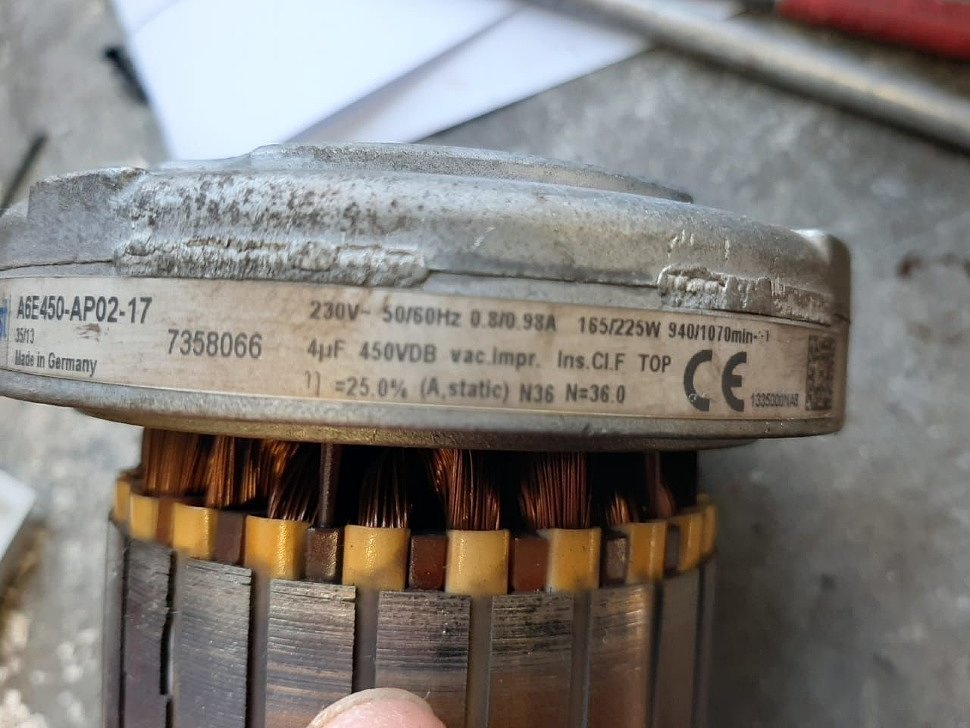 A6E450-AP02-17
35/13
Made in Germany
7358066
230V~ 50/60Hz 0.8/0.98A 165/225W 940/1070min-1
4µF 450VDB vac.Impr. Ins.Cl.F TOP
η =25.0% (A,static) N36 N=36.0
CE